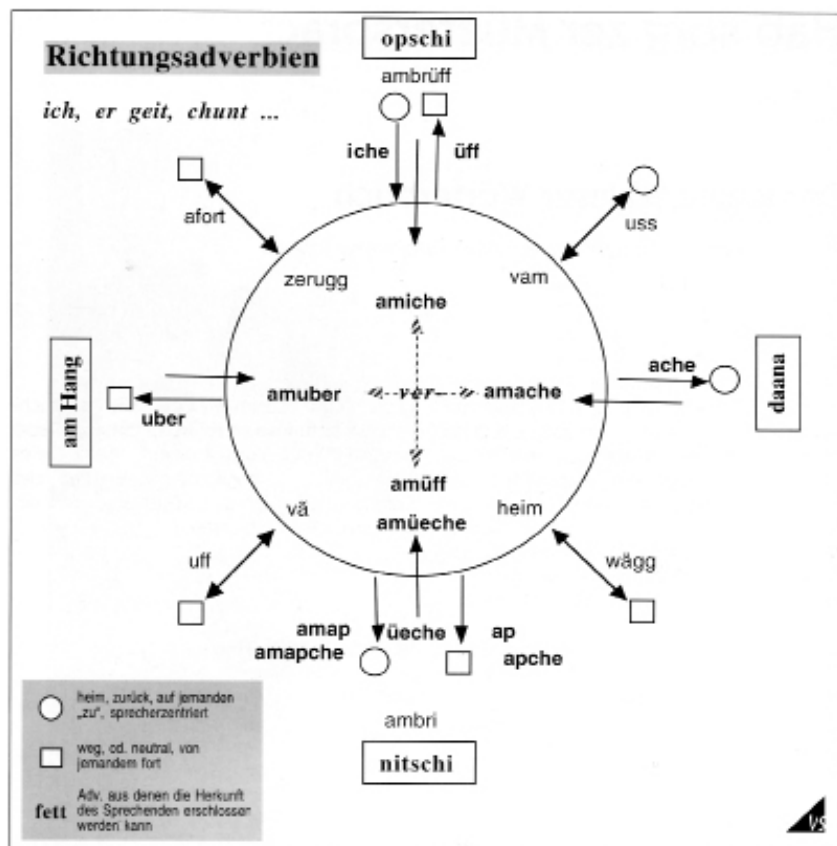 Richtungsadverbien
ich, er geit, chunt ...
opschi
ambrüff
iche
üff
afort
uss
zerugg
vam
amiche
am Hang
uber
amuber
ver
amache
ache
daana
amüff
amüeche
vã
heim
uff
wägg
amap
amapche
üeche
ap
apche
ambri
nitschi
heim, zurück, auf jemanden
„zu“, sprecherzentriert
weg, od. neutral, von
jemandem fort
fett
Adv. aus denen die Herkunft
des Sprechenden erschlossen
werden kann
VS